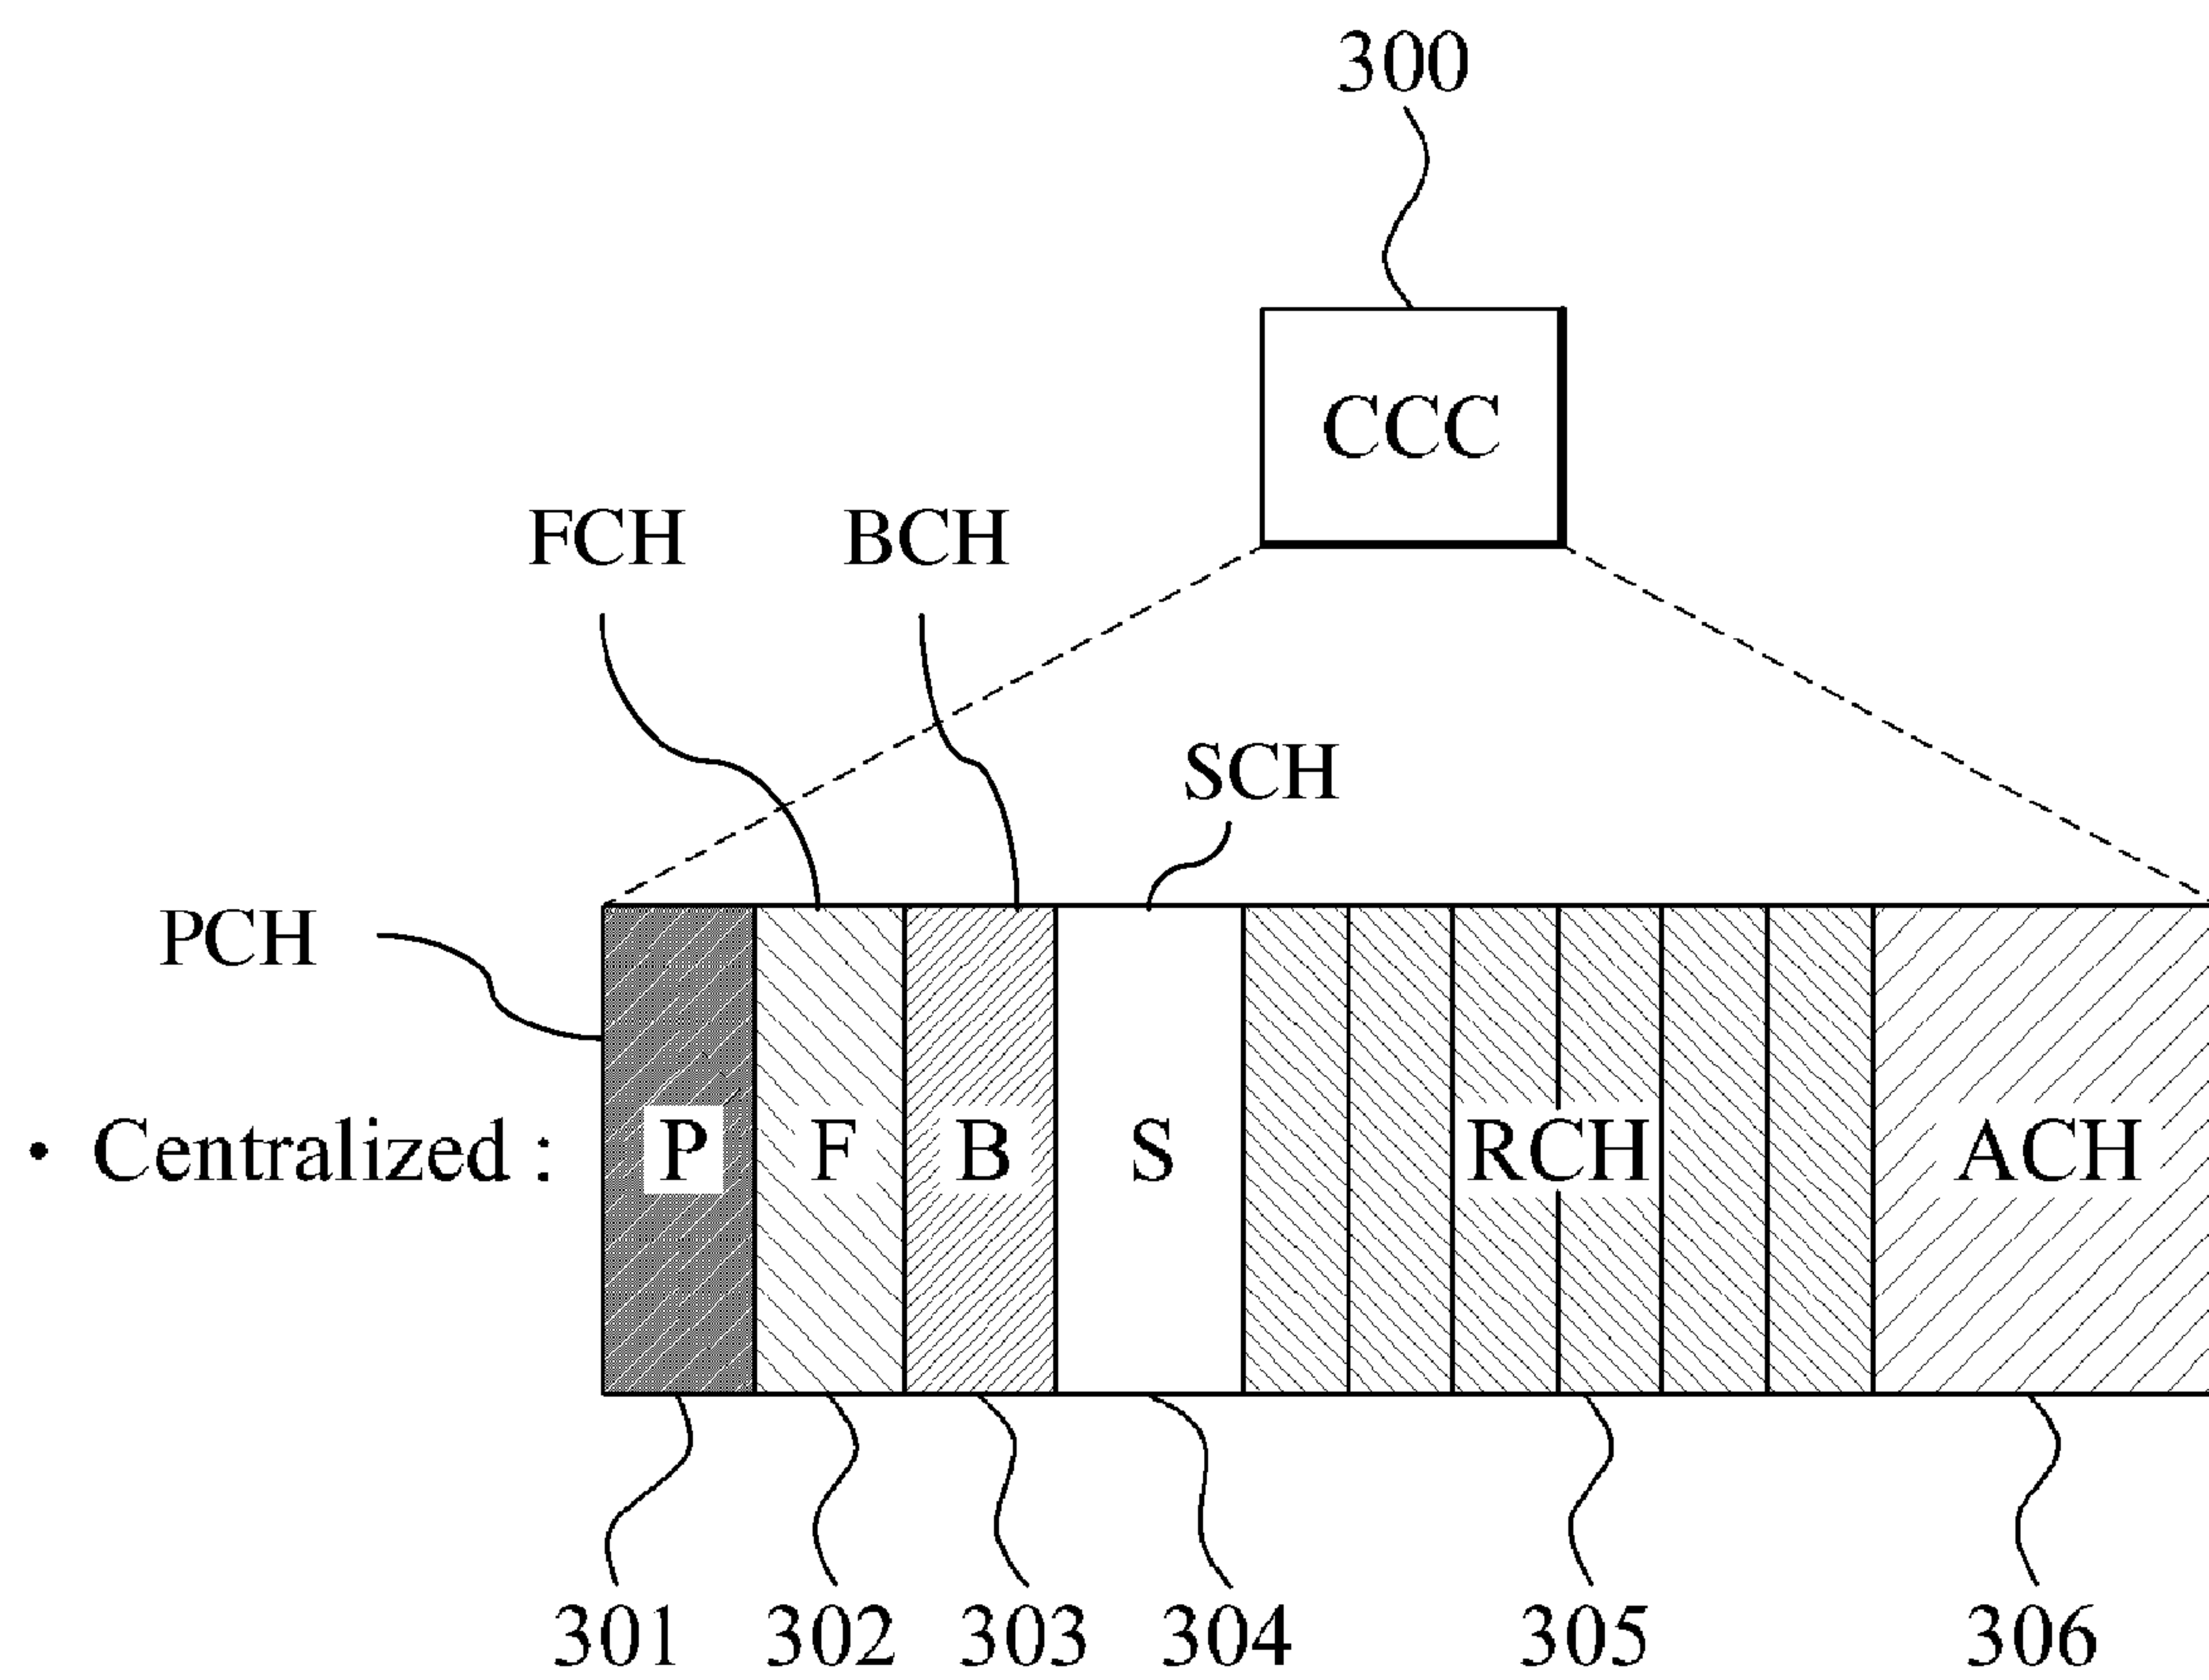 300
CCC
FCH BCH
SCH
PCH
• Centralized : P F B S RCH ACH
301 302 303 304 305 306